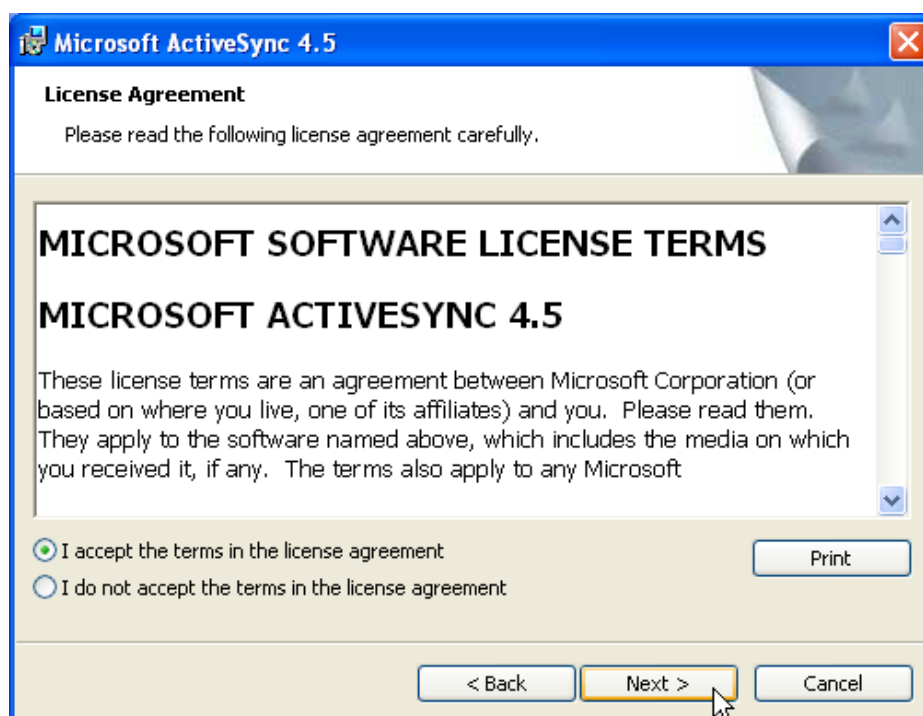 Microsoft ActiveSync 4.5
License Agreement
Please read the following license agreement carefully.
MICROSOFT SOFTWARE LICENSE TERMS
MICROSOFT ACTIVESYNC 4.5
These license terms are an agreement between Microsoft Corporation (or
based on where you live, one of its affiliates) and you.  Please read them.
They apply to the software named above, which includes the media on which
you received it, if any.  The terms also apply to any Microsoft
I accept the terms in the license agreement
Print
I do not accept the terms in the license agreement
< Back
Next >
Cancel